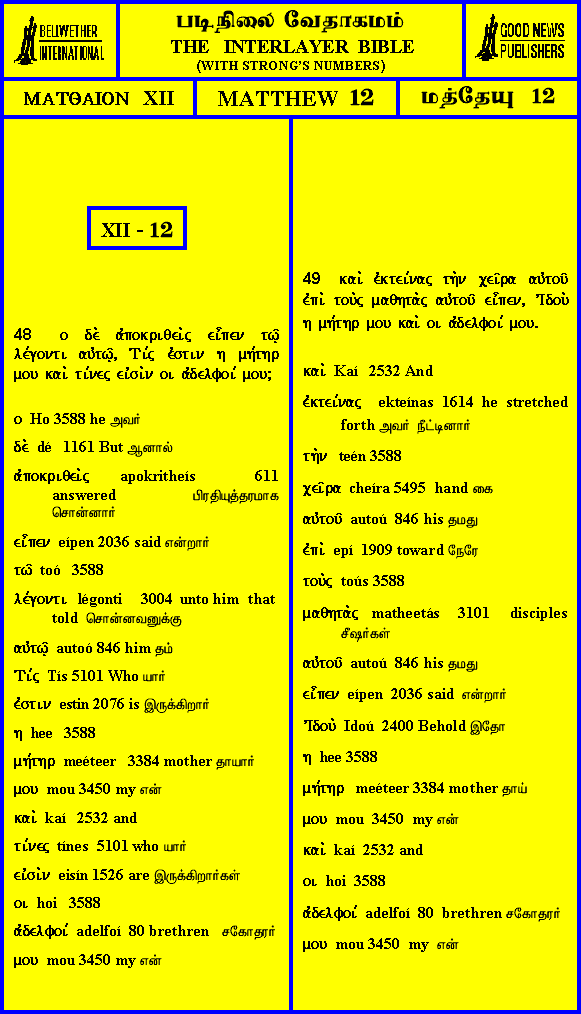 BELLWETHER
INTERNATIONAL
படிநிலை வேதாகமம்
THE INTERLAYER BIBLE
(WITH STRONG'S NUMBERS)
GOOD NEWS
PUBLISHERS
ΜΑΤΘΑΙΟΝ XII
MATTHEW 12
மத்தேயு 12
XII - 12
48 ο δὲ ἀποκριθεὶς εἶπεν τῷ
λέγοντι αὐτῷ, Τίς ἐστιν η μήτηρ
μου καὶ τίνες εἰσὶν οι ἀδελφοί μου;
ο Ho 3588 he அவர்
δὲ dé 1161 But ஆனால்
ἀποκριθεὶς apokritheís 611
answered பிரதியுத்தரமாக
சொன்னார்
εἶπεν eípen 2036 said என்றார்
τῷ toó 3588
λέγοντι légonti 3004 unto him that
told சொன்னவனுக்கு
αὐτῷ autoó 846 him தம்
Τίς Tís 5101 Who யார்
ἐστιν estin 2076 is இருக்கிறார்
η hee 3588
μήτηρ meéteer 3384 mother தாயார்
μου mou 3450 my என்
καὶ kaí 2532 and
τίνες tínes 5101 who யார்
εἰσὶν eisín 1526 are இருக்கிறார்கள்
οι hoi 3588
ἀδελφοί adelfoí 80 brethren சகோதரர்
μου mou 3450 my என்
49 καὶ ἐκτείνας τὴν χεῖρα αὐτοῦ
ἐπὶ τοὺς μαθητὰς αὐτοῦ εἶπεν, Ἰδοὺ
η μήτηρ μου καὶ οι ἀδελφοί μου.
καὶ Kaí 2532 And
ἐκτείνας ekteínas 1614 he stretched
forth அவர் நீட்டினார்
τὴν teén 3588
χεῖρα cheíra 5495 hand கை
αὐτοῦ autoú 846 his தமது
ἐπὶ epí 1909 toward நேரே
τοὺς toús 3588
μαθητὰς matheetás 3101 disciples
சீஷர்கள்
αὐτοῦ autoú 846 his தமது
εἶπεν eípen 2036 said என்றார்
Ἰδοὺ Idoú 2400 Behold இதோ
η hee 3588
μήτηρ meéteer 3384 mother தாய்
μου mou 3450 my என்
καὶ kaí 2532 and
οι hoi 3588
ἀδελφοί adelfoí 80 brethren சகோதரர்
μου mou 3450 my என்